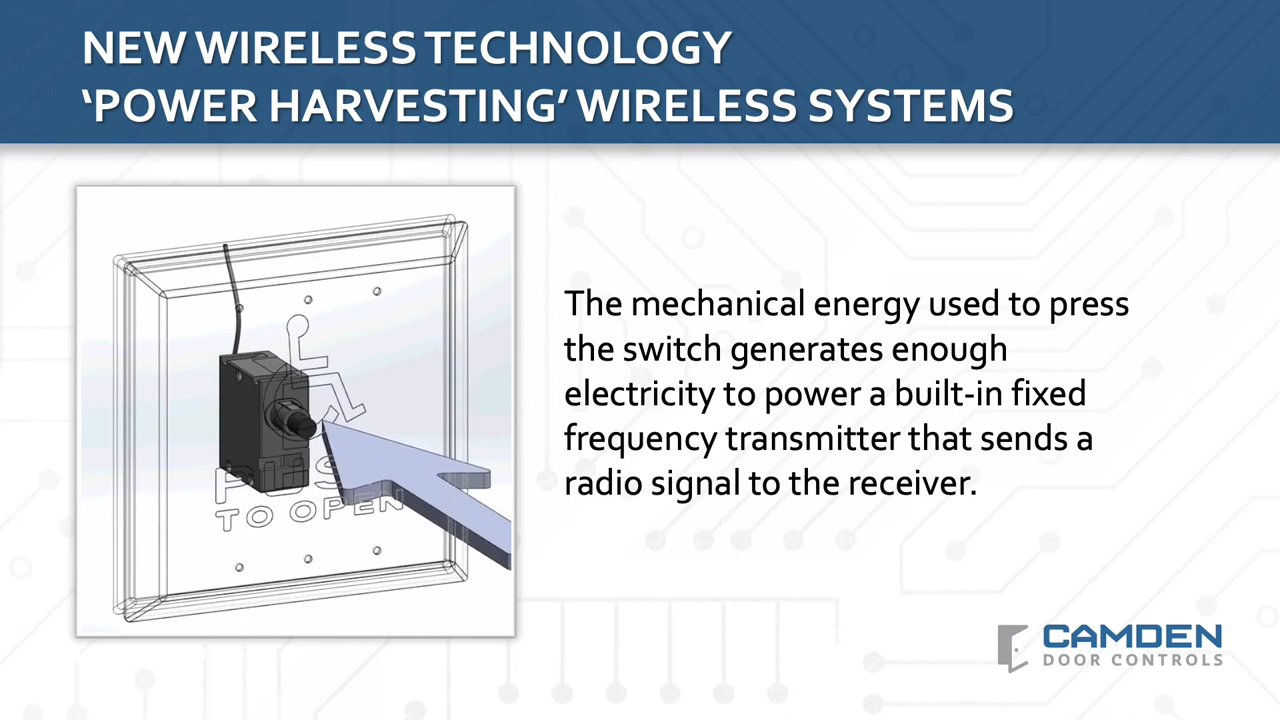 NEW WIRELESS TECHNOLOGY
‘POWER HARVESTING’ WIRELESS SYSTEMS
PUS
TO OPEN
The mechanical energy used to press
the switch generates enough
electricity to power a built-in fixed
frequency transmitter that sends a
radio signal to the receiver.
CAMDEN
DOOR CONTROLS